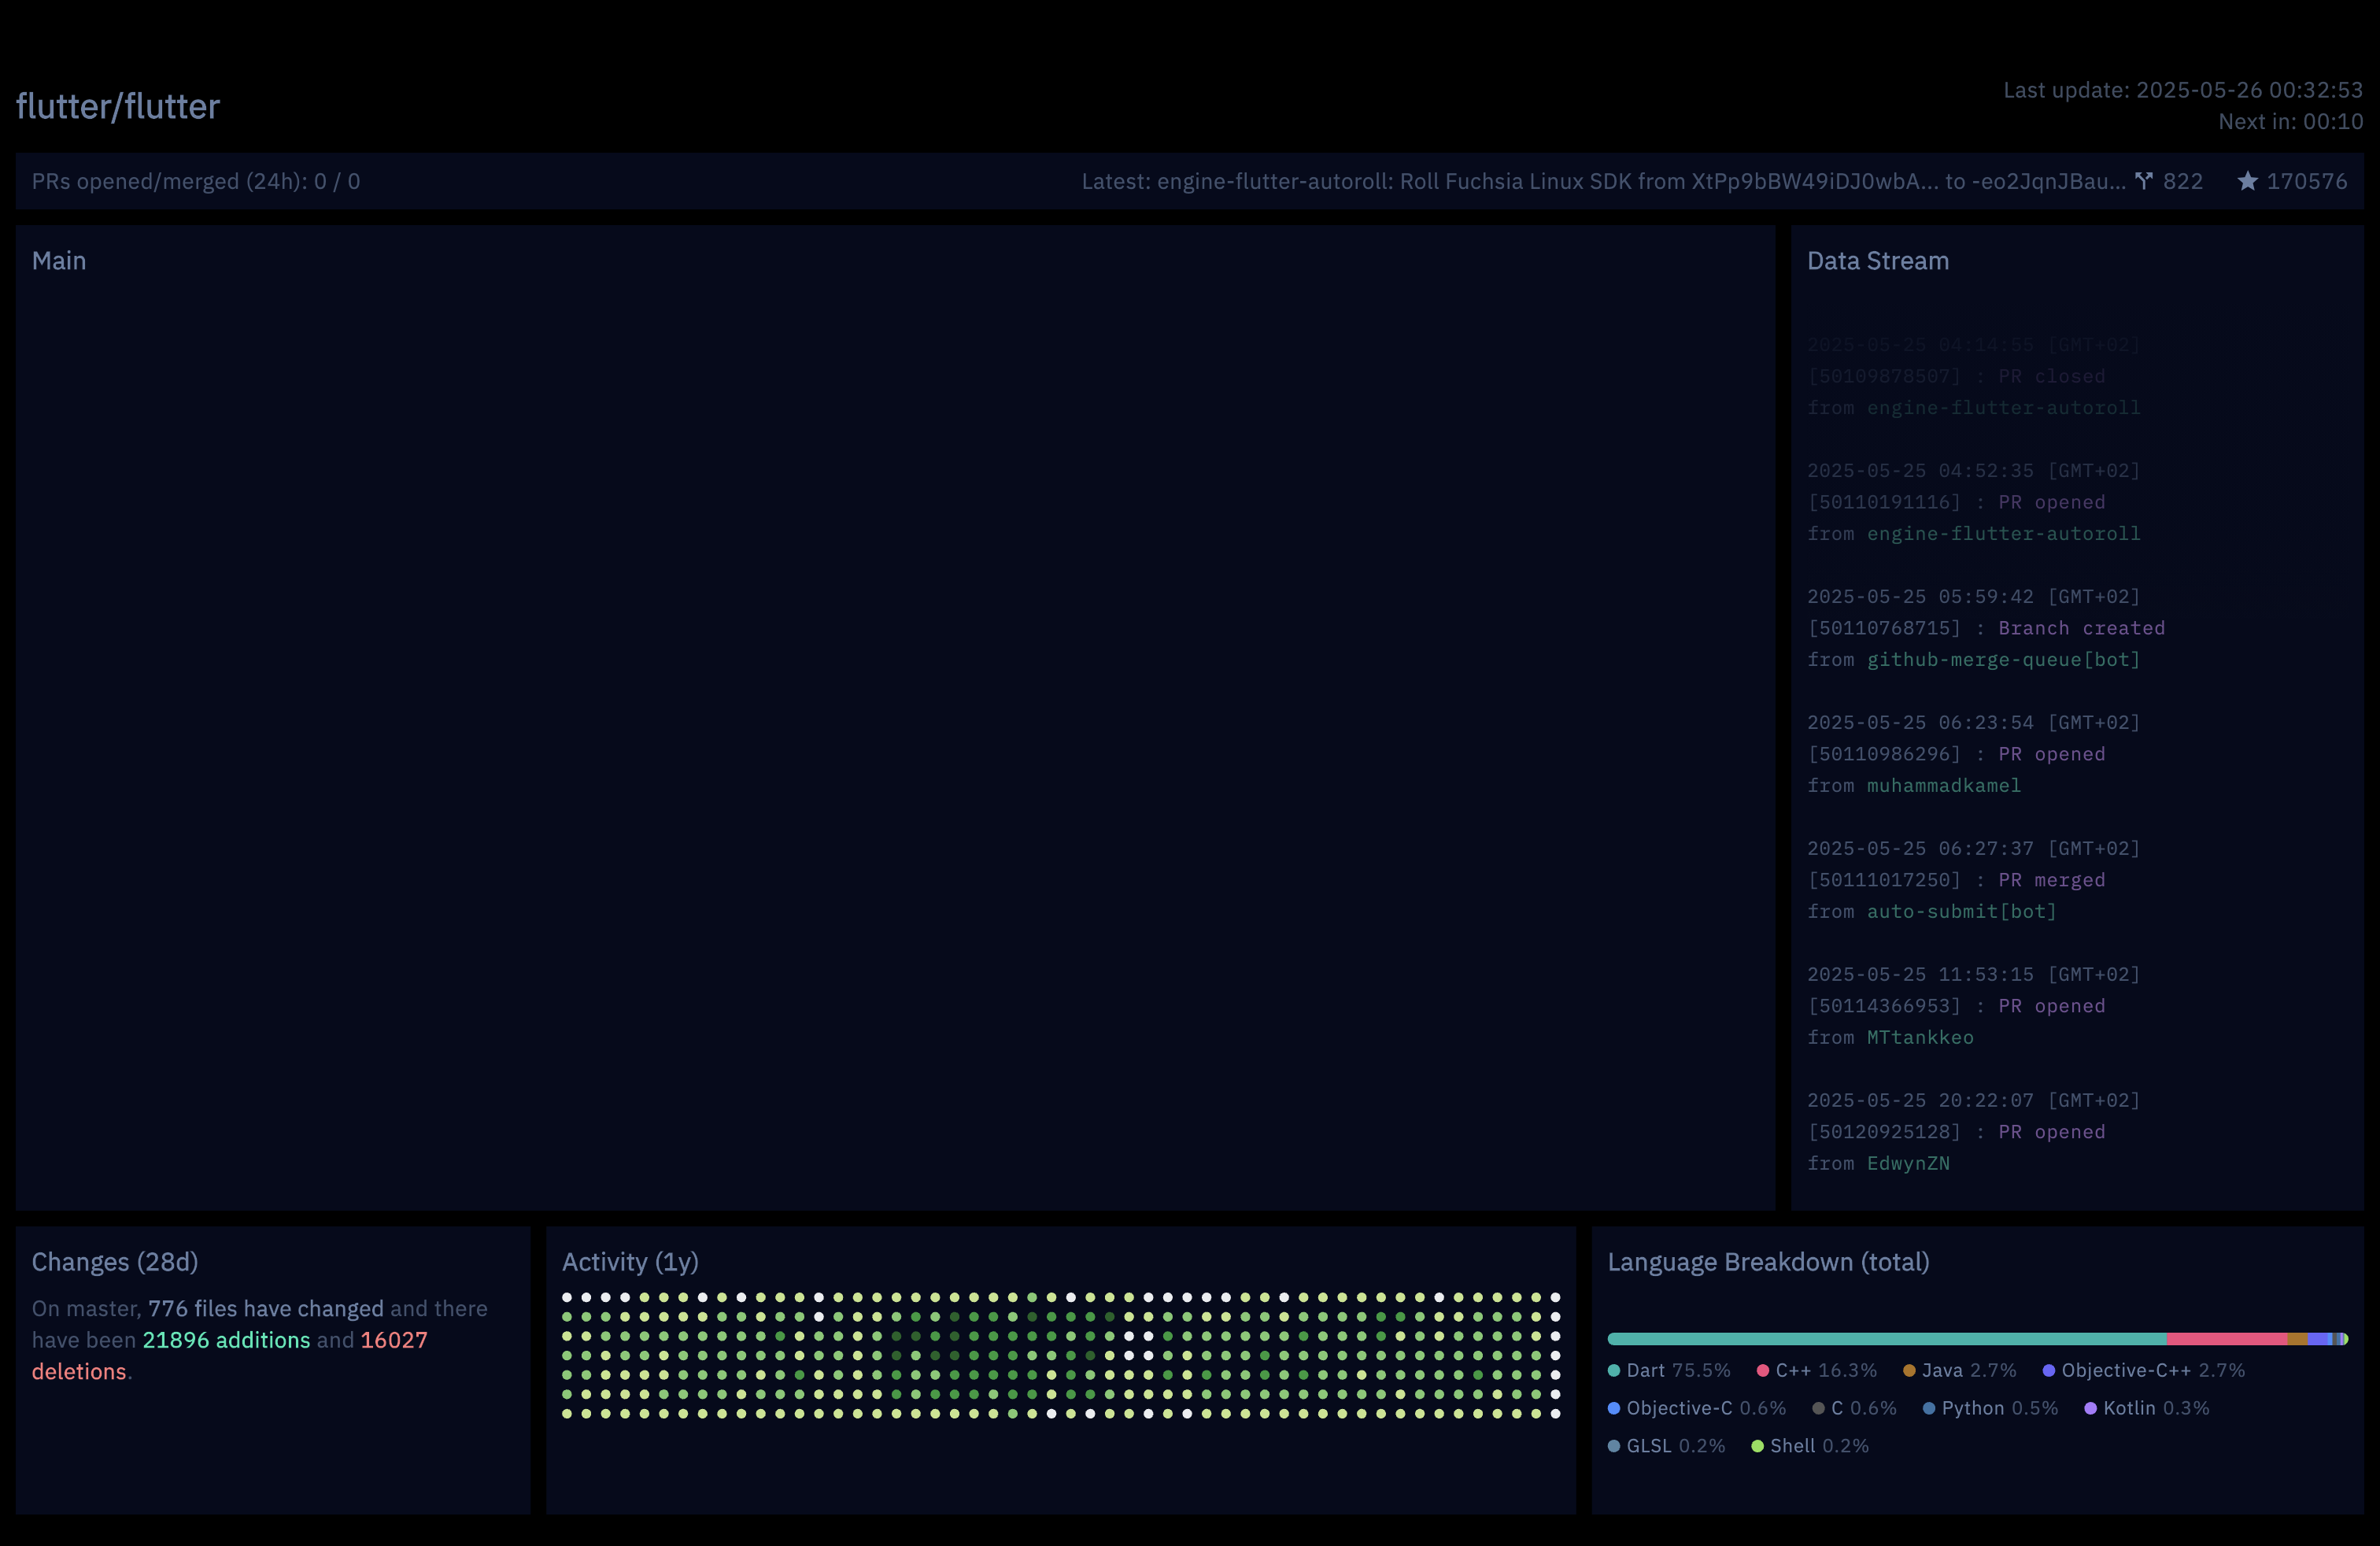 flutter/flutter
Last update: 2025-05-26 00:32:53
Next in: 00:10
PRs opened/merged (24h): 0 / 0
Latest: engine-flutter-autoroll: Roll Fuchsia Linux SDK from XtPp9bBW49iDJ0wbA... to -eo2JqnJBau... 822 170576
Main
Data Stream
2025-05-25 04:14:55 [GMT+02]
[50109878507] : PR closed
from engine-flutter-autoroll
2025-05-25 04:52:35 [GMT+02]
[50110191116] : PR opened
from engine-flutter-autoroll
2025-05-25 05:59:42 [GMT+02]
[50110768715] : Branch created
from github-merge-queue[bot]
2025-05-25 06:23:54 [GMT+02]
[50110986296] : PR opened
from muhammadkamel
2025-05-25 06:27:37 [GMT+02]
[50111017250] : PR merged
from auto-submit[bot]
2025-05-25 11:53:15 [GMT+02]
[50114366953] : PR opened
from MTtankkeo
2025-05-25 20:22:07 [GMT+02]
[50120925128] : PR opened
from EdwynZN
Changes (28d)
On master, 776 files have changed and there
have been 21896 additions and 16027
deletions.
Activity (1y)
Language Breakdown (total)
Dart 75.5% C++ 16.3% Java 2.7% Objective-C++ 2.7%
Objective-C 0.6% C 0.6% Python 0.5% Kotlin 0.3%
GLSL 0.2% Shell 0.2%